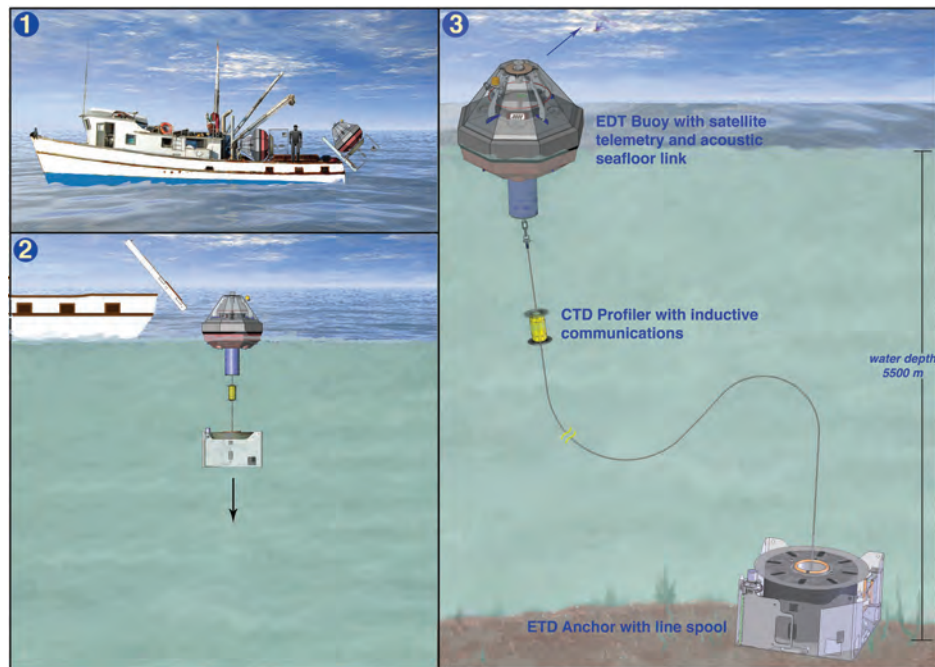 1
2
3
EDT Buoy with satellite
telemetry and acoustic
seafloor link
CTD Profiler with inductive
communications
water depth
5500 m
ETD Anchor with line spool